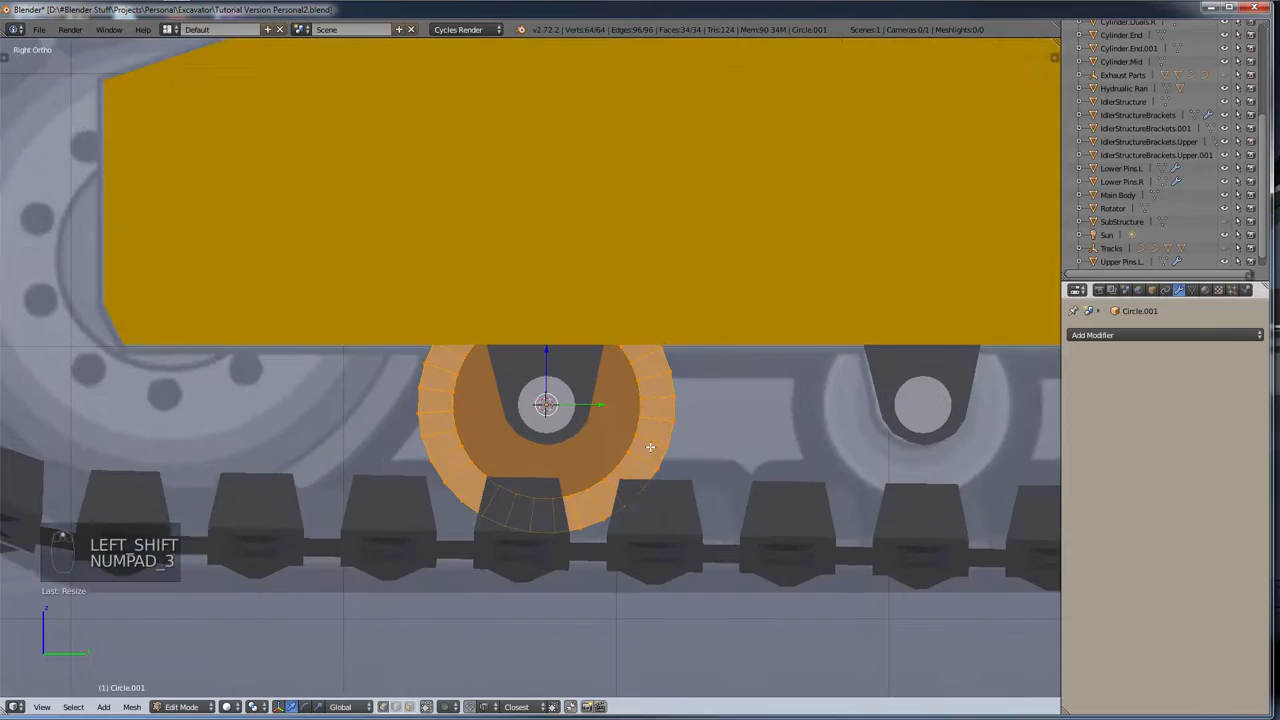 Blender* [D:\#Blender Stuff\Projects\Personal\Excavator\Tutorial Version Personal2.blend]
File Render Window Help Default Scene Cycles Render v2.72.2 | Verts:64/64 | Edges:96/96 | Faces:34/34 | Tris:124 | Mem:90.34M | Circle.001 Scenes:1 | Cameras:0/1 | Meshlights:0/0
Right Ortho
Cylinder.Duals.R
Cylinder.End
Cylinder.End.001
Cylinder.Mid
Exhaust Parts
Hydrualic Ran
IdlerStructure
IdlerStructureBrackets
IdlerStructureBrackets.001
IdlerStructureBrackets.Upper
IdlerStructureBrackets.Upper.001
Lower Pins.L
Lower Pins.R
Main Body
Rotator
SubStructure
Sun
Tracks
Upper Pins.L
Circle.001
Add Modifier
LEFT_SHIFT
NUMPAD_3
Last: Resize
z
(1) Circle.001
View Select Add Mesh Edit Mode Global Closest